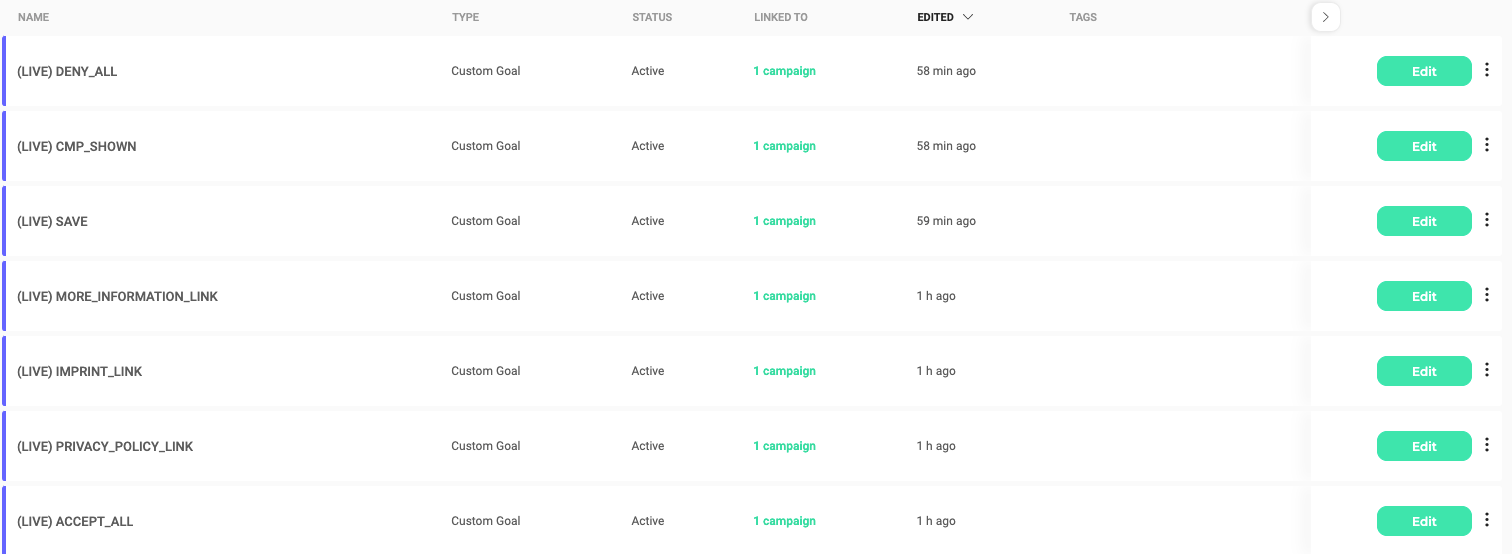 NAME TYPE STATUS LINKED TO EDITED TAGS
(LIVE) DENY_ALL Custom Goal Active 1 campaign 58 min ago Edit
(LIVE) CMP_SHOWN Custom Goal Active 1 campaign 58 min ago Edit
(LIVE) SAVE Custom Goal Active 1 campaign 59 min ago Edit
(LIVE) MORE_INFORMATION_LINK Custom Goal Active 1 campaign 1 h ago Edit
(LIVE) IMPRINT_LINK Custom Goal Active 1 campaign 1 h ago Edit
(LIVE) PRIVACY_POLICY_LINK Custom Goal Active 1 campaign 1 h ago Edit
(LIVE) ACCEPT_ALL Custom Goal Active 1 campaign 1 h ago Edit